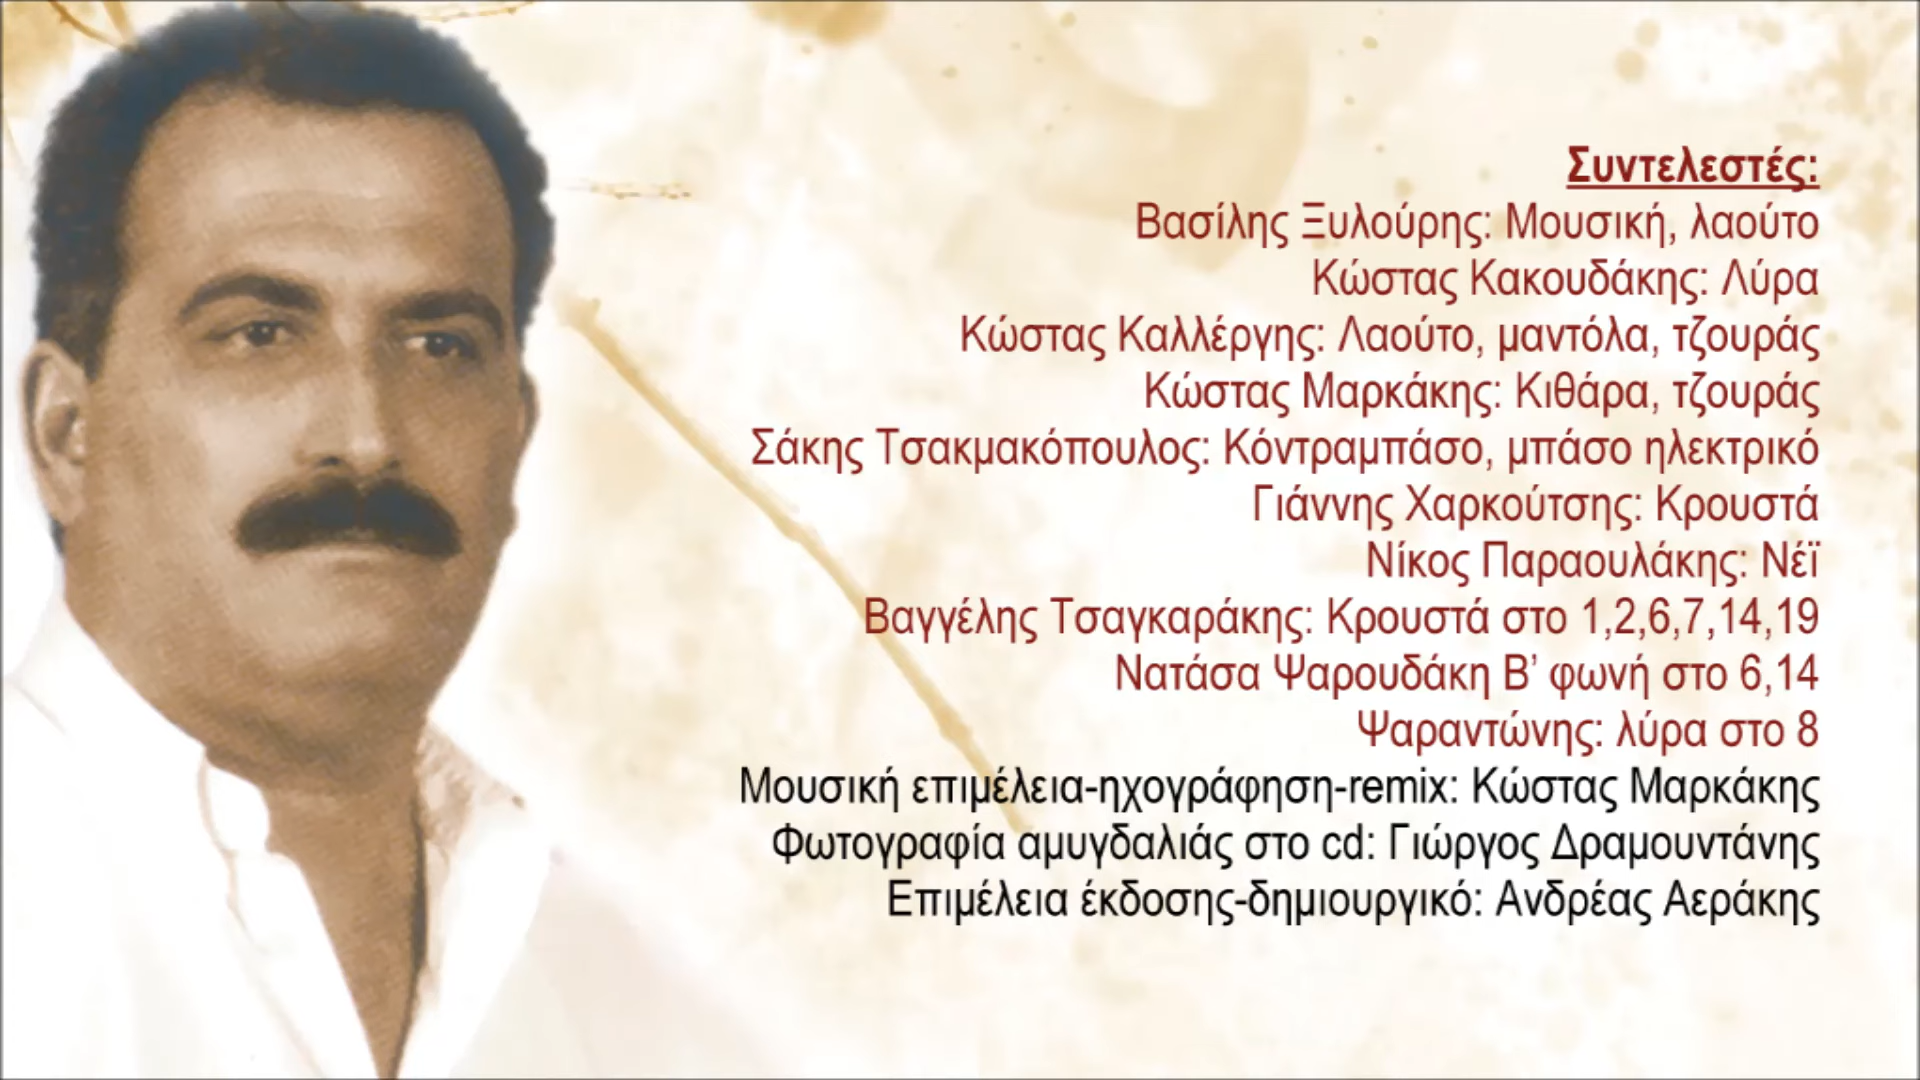 Συντελεστές:
Βασίλης Ξυλούρης: Μουσική, λαούτο
Κώστας Κακουδάκης: Λύρα
Κώστας Καλλέργης: Λαούτο, μαντόλα, τζουράς
Κώστας Μαρκάκης: Κιθάρα, τζουράς
Σάκης Τσακμακόπουλος: Κόντραμπάσο, μπάσο ηλεκτρικό
Γιάννης Χαρκούτσης: Κρουστά
Νίκος Παραουλάκης: Νέϊ
Βαγγέλης Τσαγκαράκης: Κρουστά στο 1,2,6,7,14,19
Νατάσα Ψαρουδάκη Β’ φωνή στο 6,14
Ψαραντώνης: λύρα στο 8
Μουσική επιμέλεια-ηχογράφηση-remix: Κώστας Μαρκάκης
Φωτογραφία αμυγδαλιάς στο cd: Γιώργος Δραμουντάνης
Επιμέλεια έκδοσης-δημιουργικό: Ανδρέας Αεράκης